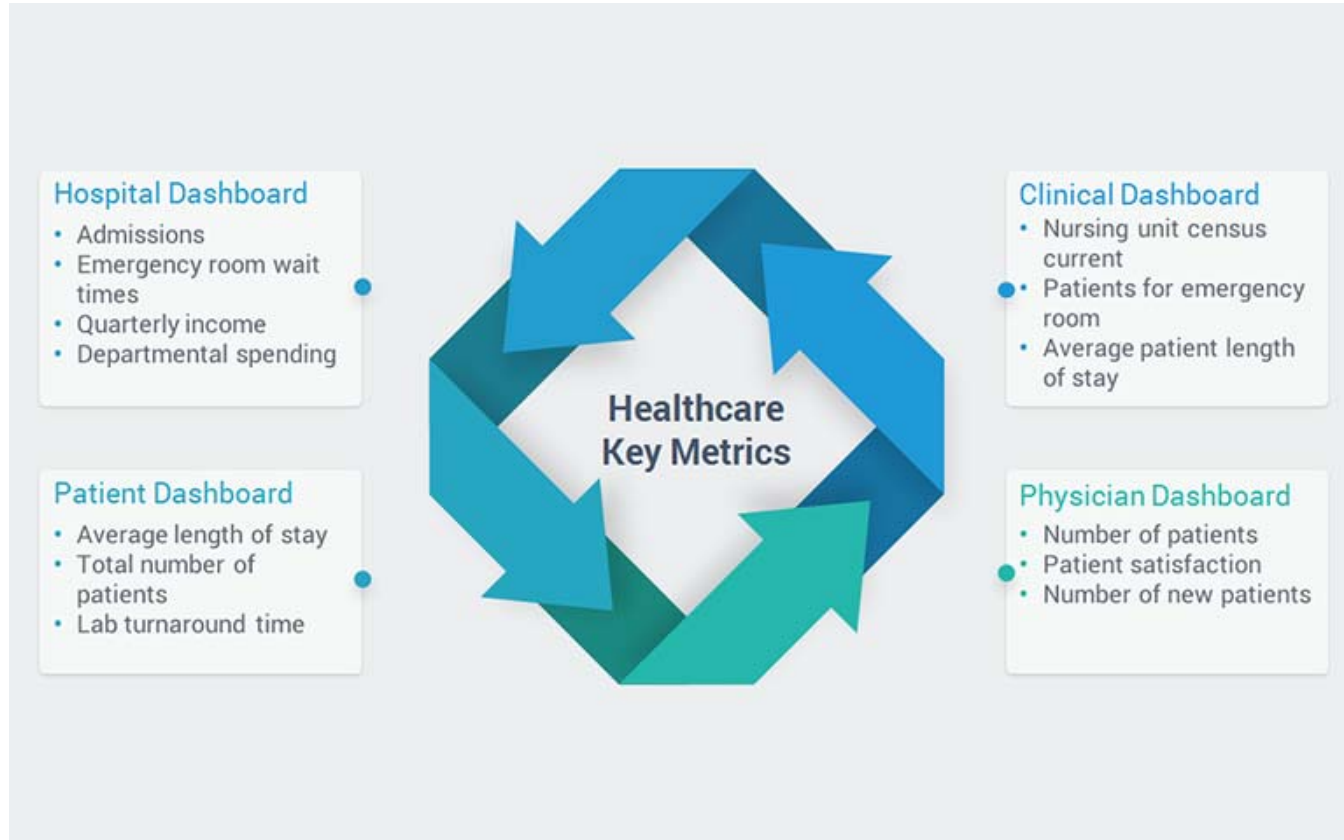 Hospital Dashboard
• Admissions
• Emergency room wait
times
• Quarterly income
• Departmental spending
Patient Dashboard
• Average length of stay
• Total number of
patients
• Lab turnaround time
Healthcare
Key Metrics
Clinical Dashboard
• Nursing unit census
current
• Patients for emergency
room
• Average patient length
of stay
Physician Dashboard
• Number of patients
• Patient satisfaction
• Number of new patients